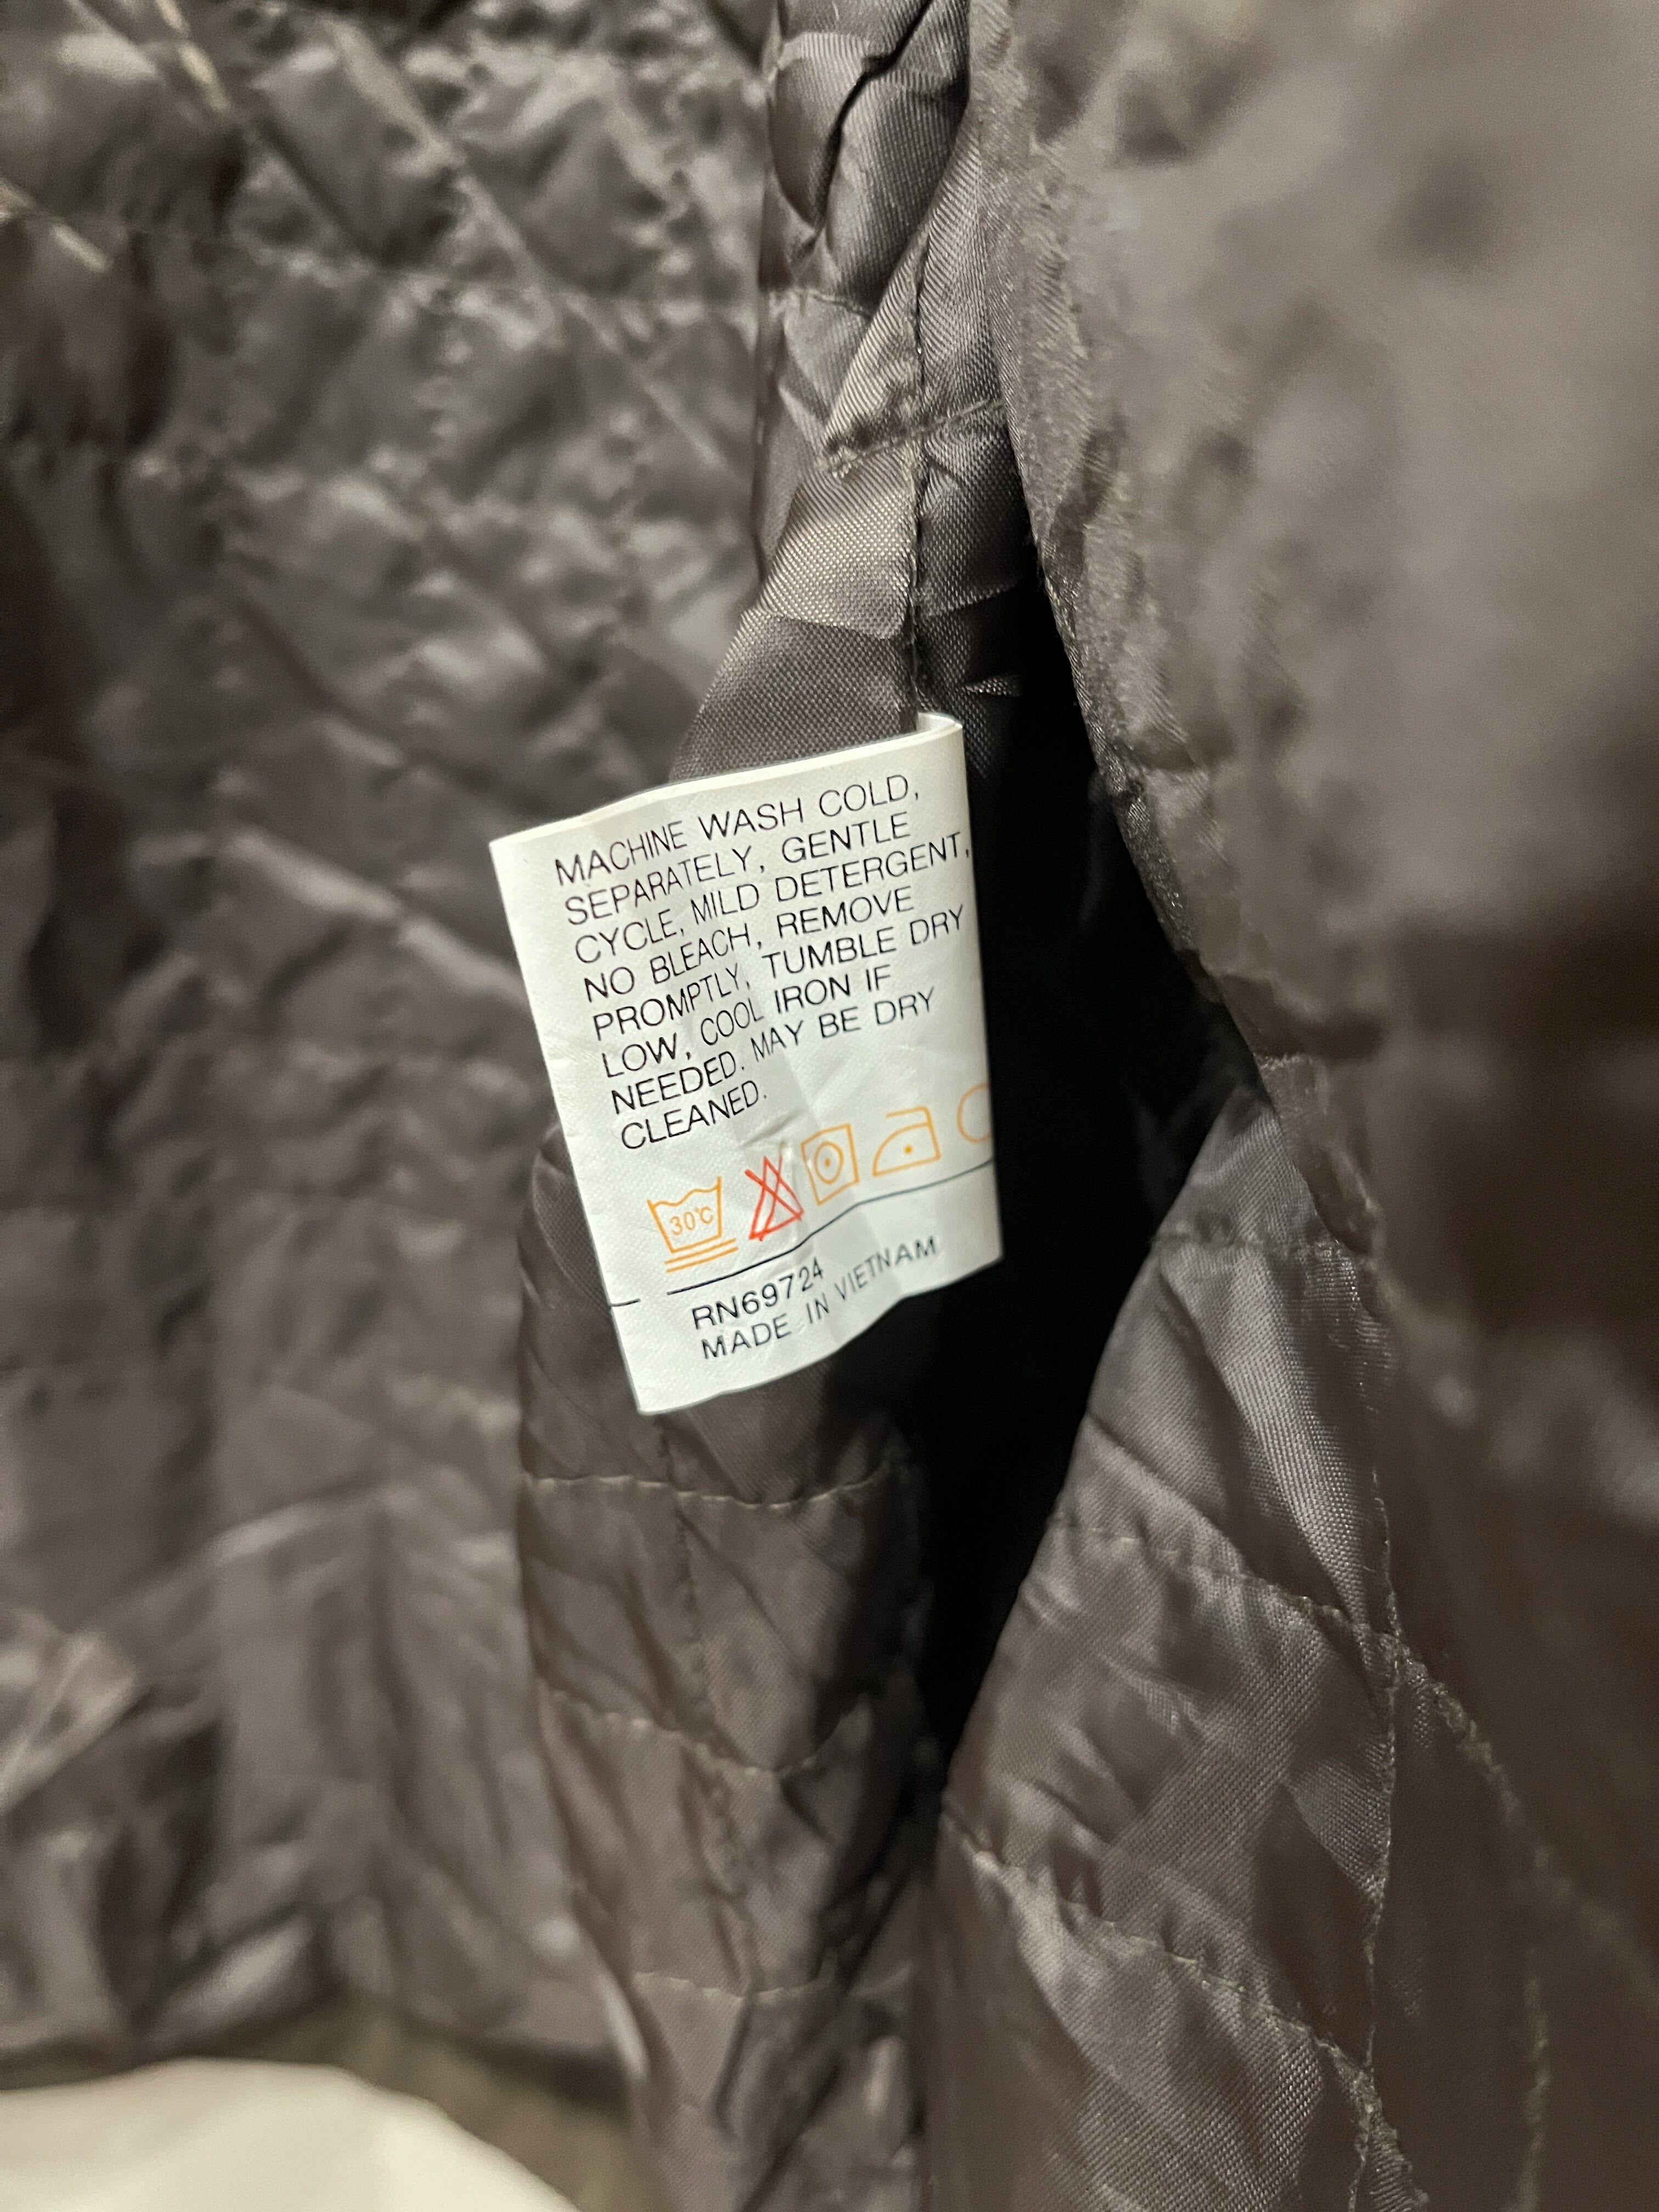 MACHINE WASH COLD,
SEPARATELY, GENTLE
CYCLE, MILD DETERGENT,
NO BLEACH, REMOVE
PROMPTLY, TUMBLE DRY
LOW, COOL IRON IF
NEEDED. MAY BE DRY
CLEANED.
30°C
RN69724
MADE IN VIETNAM